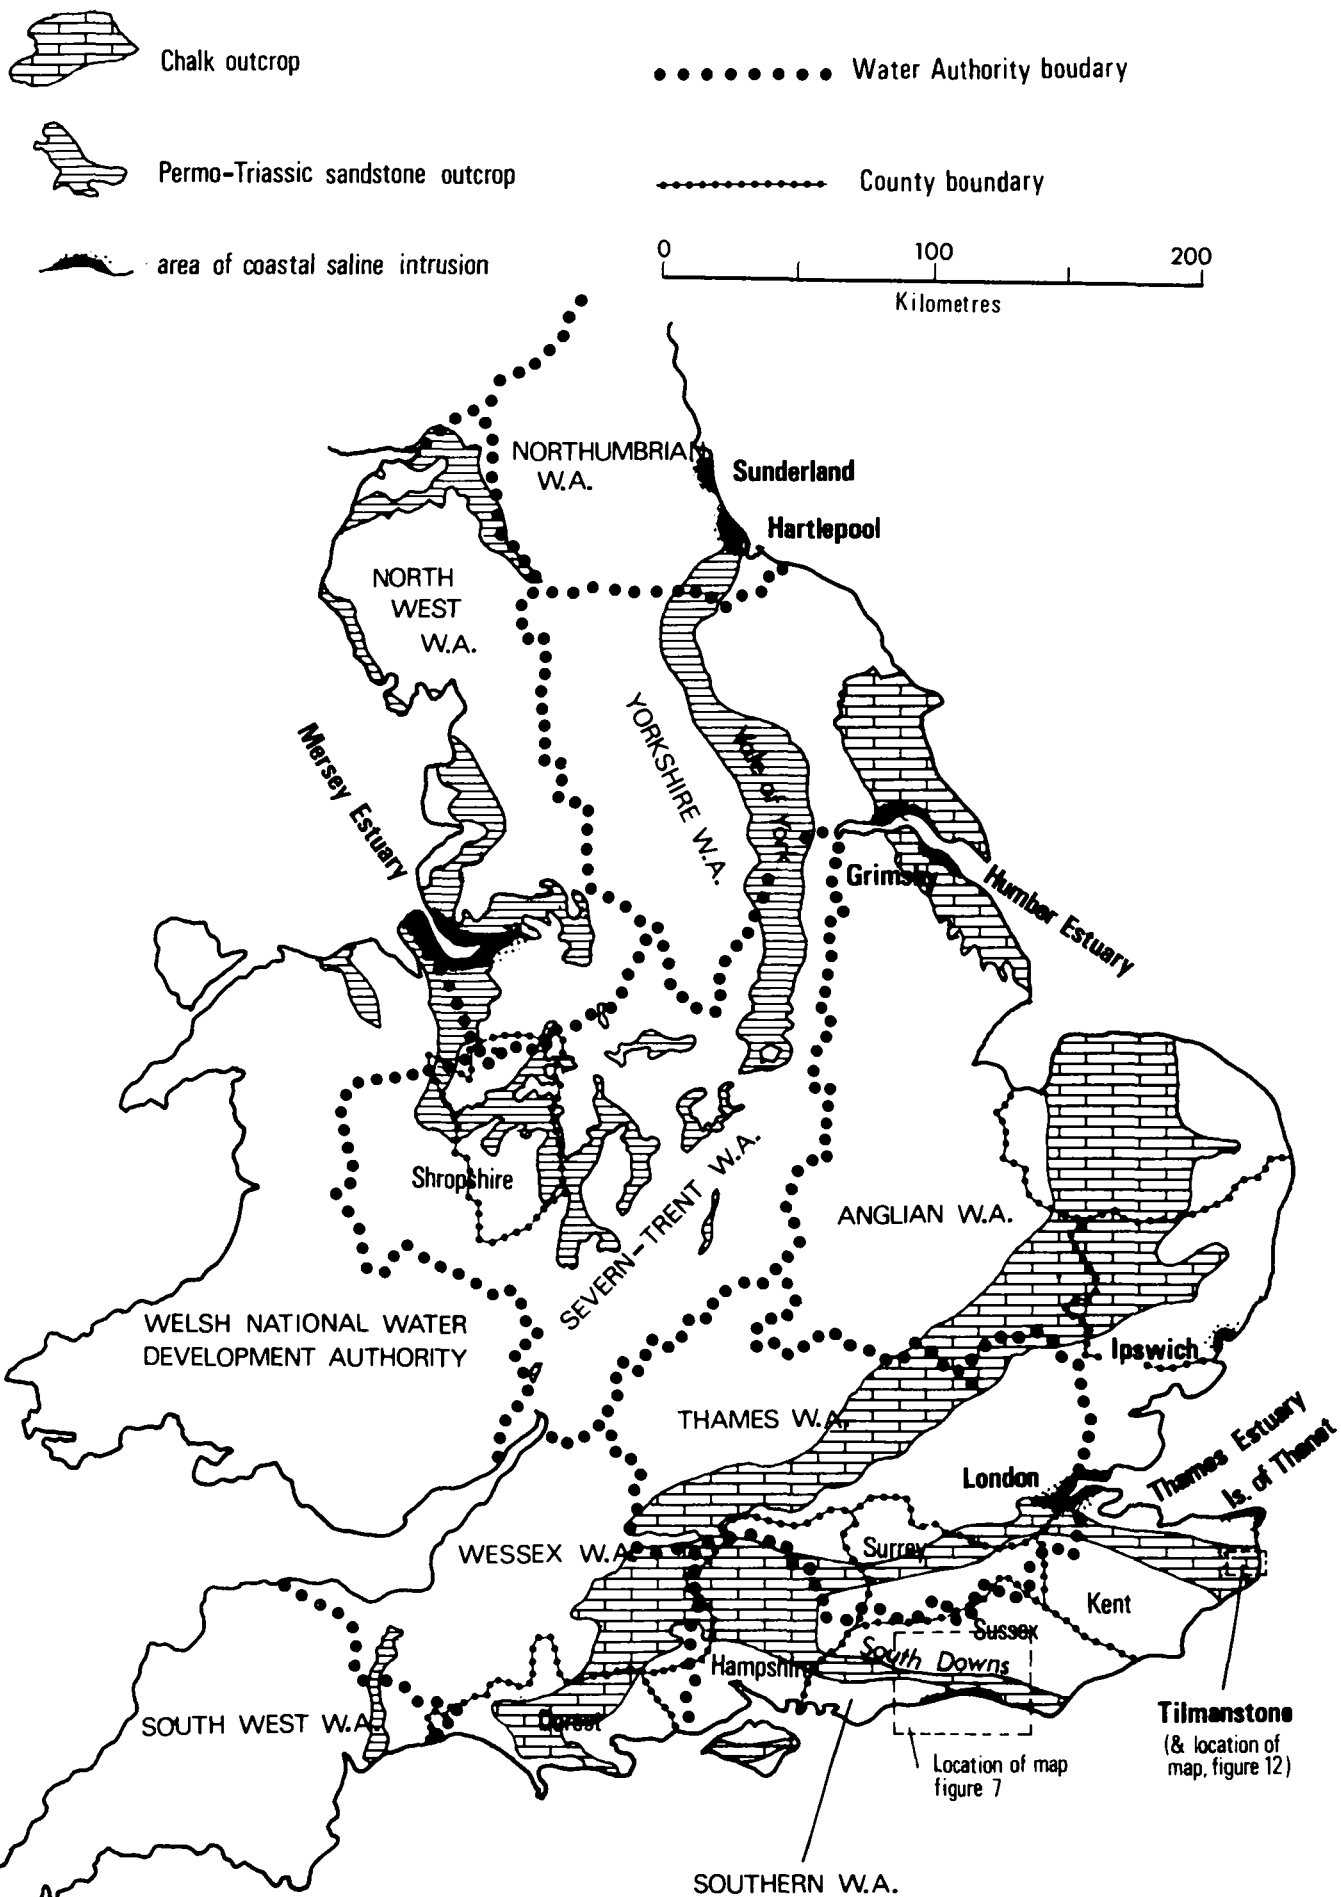 Chalk outcrop
Water Authority boudary
Permo-Triassic sandstone outcrop
County boundary
area of coastal saline intrusion
0 100 200
Kilometres
NORTHUMBRIAN
W.A.
Sunderland
Hartlepool
NORTH
WEST
W.A.
YORKSHIRE W.A.
Vale of York
Mersey Estuary
Grimsby
Humber Estuary
Shropshire
SEVERN-TRENT W.A.
ANGLIAN W.A.
WELSH NATIONAL WATER
DEVELOPMENT AUTHORITY
Ipswich
THAMES W.A.
London
Thames Estuary
Is. of Thanet
WESSEX W.A.
Surrey
Kent
Sussex
South Downs
Hampshire
SOUTH WEST W.A.
Dorset
Tilmanstone
(& location of
map, figure 12)
Location of map
figure 7
SOUTHERN W.A.